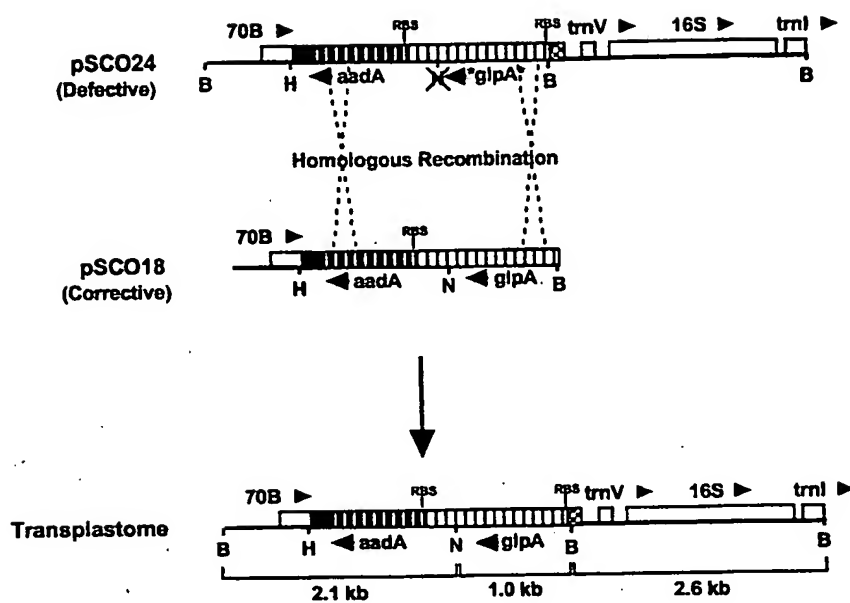 RBS RBS
70B trnV 16S trnI
pSCO24
(Defective)
B H aadA N *glpA* B B
Homologous Recombination
RBS
70B
pSCO18
(Corrective)
H aadA N glpA B
RBS RBS
70B trnV 16S trnI
Transplastome
B H aadA N glpA B B
2.1 kb 1.0 kb 2.6 kb